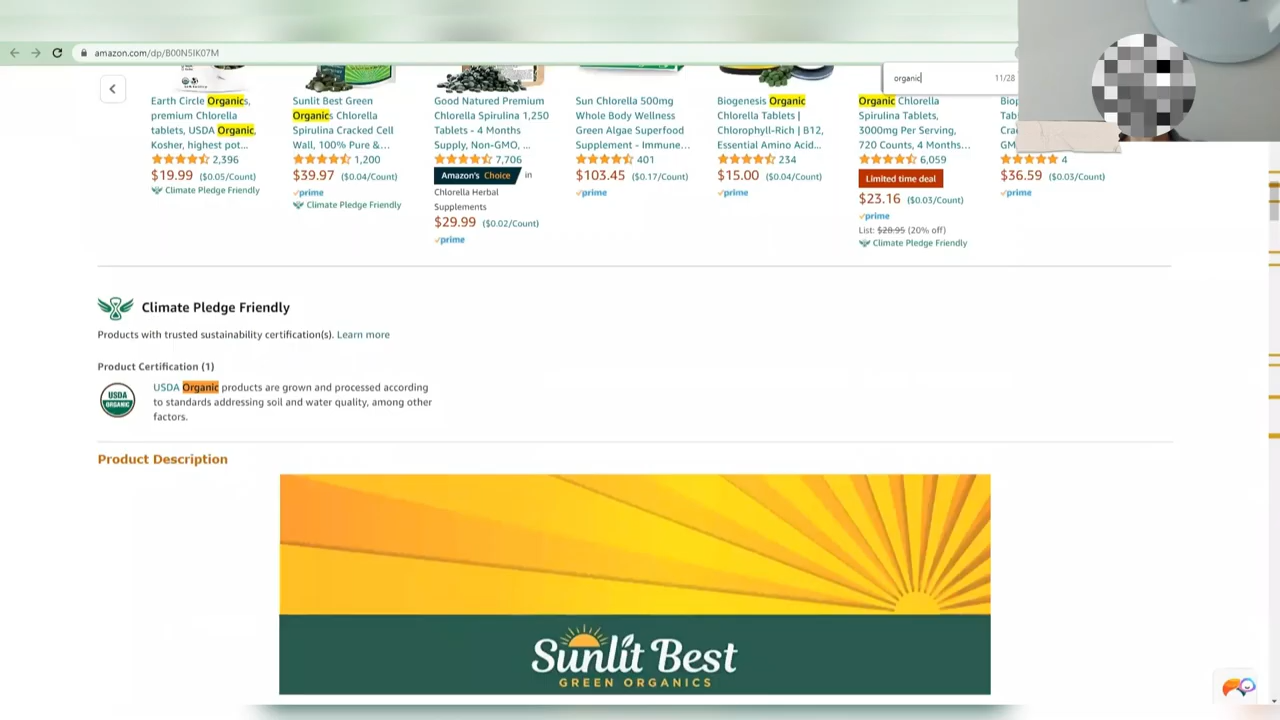 amazon.com/dp/B00N5IK07M
organic
11/28
Earth Circle Organics,
premium Chlorella
tablets, USDA Organic,
Kosher, highest pot...
2,396
$19.99 ($0.05/Count)
Climate Pledge Friendly
Sunlit Best Green
Organics Chlorella
Spirulina Cracked Cell
Wall, 100% Pure &...
1,200
$39.97 ($0.04/Count)
prime
Climate Pledge Friendly
Good Natured Premium
Chlorella Spirulina 1,250
Tablets - 4 Months
Supply, Non-GMO, ...
7,706
Amazon's Choice in
Chlorella Herbal
Supplements
$29.99 ($0.02/Count)
prime
Sun Chlorella 500mg
Whole Body Wellness
Green Algae Superfood
Supplement - Immune...
401
$103.45 ($0.17/Count)
prime
Biogenesis Organic
Chlorella Tablets |
Chlorophyll-Rich | B12,
Essential Amino Acid...
234
$15.00 ($0.04/Count)
prime
Organic Chlorella
Spirulina Tablets,
3000mg Per Serving,
720 Counts, 4 Months...
6,059
Limited time deal
$23.16 ($0.03/Count)
prime
List: $28.95 (20% off)
Climate Pledge Friendly
4
$36.59 ($0.03/Count)
prime
Climate Pledge Friendly
Products with trusted sustainability certification(s). Learn more
Product Certification (1)
USDA
ORGANIC
USDA Organic products are grown and processed according
to standards addressing soil and water quality, among other
factors.
Product Description
Sunlit Best
GREEN ORGANICS